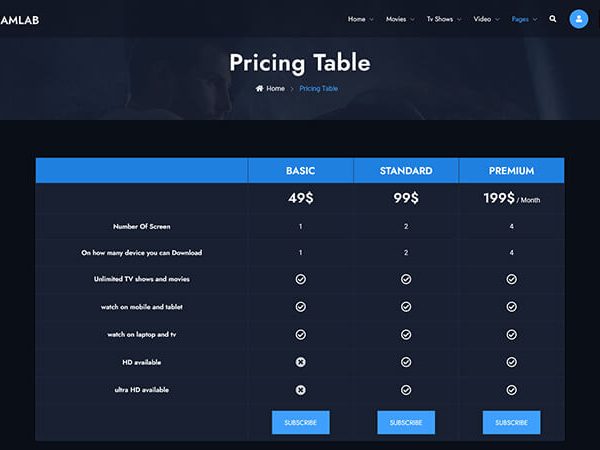 AMLAB Home Movies Tv Shows Video Pages
Pricing Table
Home Pricing Table
BASIC STANDARD PREMIUM
49$ 99$ 199$ / Month
Number Of Screen 1 2 4
On how many device you can Download 1 2 4
Unlimited TV shows and movies
watch on mobile and tablet
watch on laptop and tv
HD available
ultra HD available
SUBSCRIBE SUBSCRIBE SUBSCRIBE